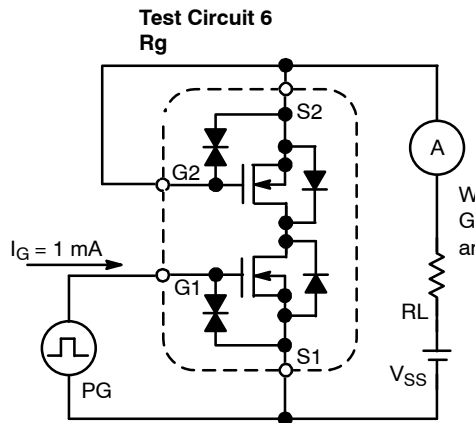 Test Circuit 6
Rg
S2
A
G2
W
G
ar
I_G = 1 mA
G1
RL
S1
V_SS
PG